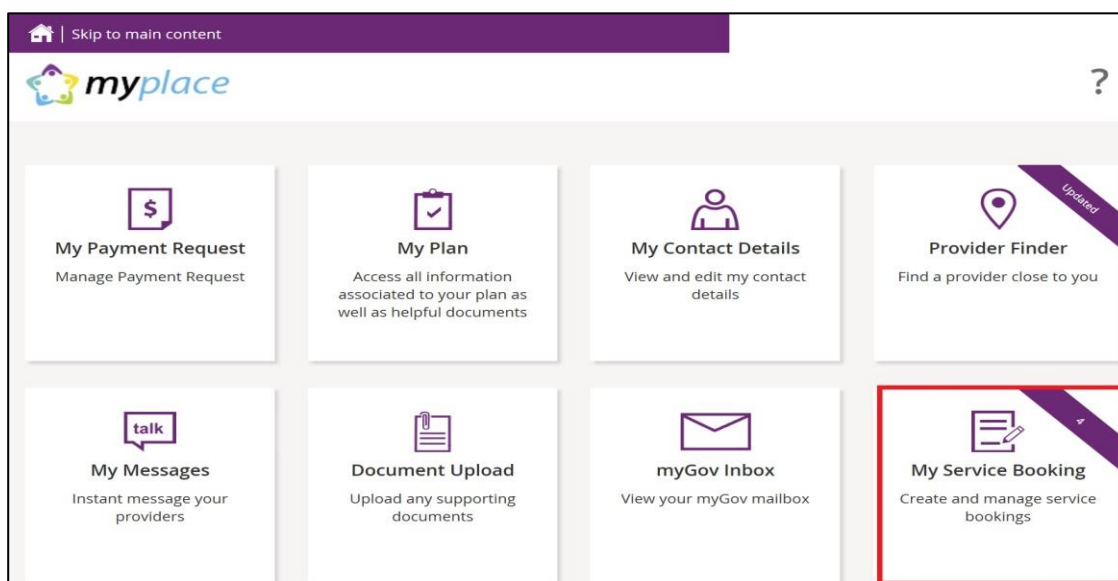 Skip to main content
myplace
?
$
My Payment Request
Manage Payment Request
My Plan
Access all information
associated to your plan as
well as helpful documents
My Contact Details
View and edit my contact
details
Updated
Provider Finder
Find a provider close to you
talk
My Messages
Instant message your
providers
Document Upload
Upload any supporting
documents
myGov Inbox
View your myGov mailbox
4
My Service Booking
Create and manage service
bookings